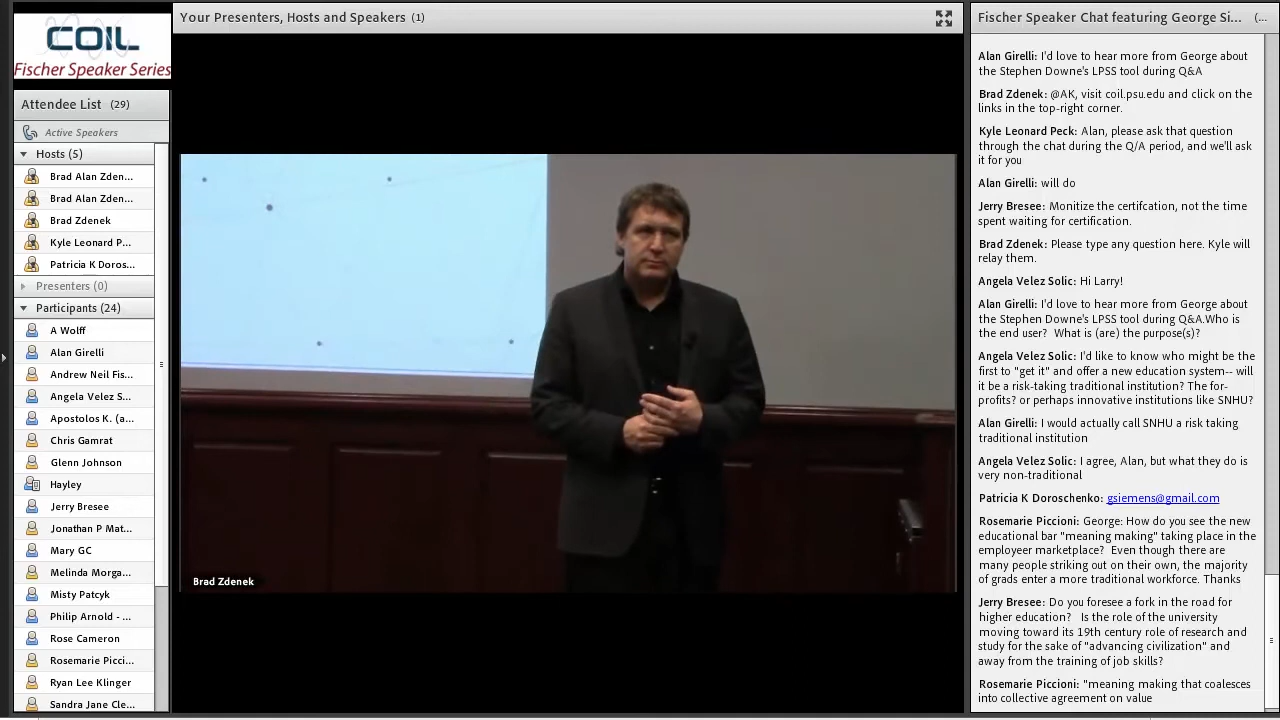 COIL
Fischer Speaker Series
Attendee List (29)
Active Speakers
Hosts (5)
Brad Alan Zden...
Brad Alan Zden...
Brad Zdenek
Kyle Leonard P...
Patricia K Doros...
Presenters (0)
Participants (24)
A Wolff
Alan Girelli
Andrew Neil Fis...
Angela Velez S...
Apostolos K. (a...
Chris Gamrat
Glenn Johnson
Hayley
Jerry Bresee
Jonathan P Mat...
Mary GC
Melinda Morga...
Misty Patcyk
Philip Arnold - ...
Rose Cameron
Rosemarie Picci...
Ryan Lee Klinger
Sandra Jane Cle...
Your Presenters, Hosts and Speakers (1)
Brad Zdenek
Fischer Speaker Chat featuring George Si... (...
Alan Girelli: I'd love to hear more from George about
the Stephen Downe's LPSS tool during Q&A
Brad Zdenek: @AK, visit coil.psu.edu and click on the
links in the top-right corner.
Kyle Leonard Peck: Alan, please ask that question
through the chat during the Q/A period, and we'll ask
it for you
Alan Girelli: will do
Jerry Bresee: Monitize the certifcation, not the time
spent waiting for certification.
Brad Zdenek: Please type any question here. Kyle will
relay them.
Angela Velez Solic: Hi Larry!
Alan Girelli: I'd love to hear more from George about
the Stephen Downe's LPSS tool during Q&A.Who is
the end user? What is (are) the purpose(s)?
Angela Velez Solic: I'd like to know who might be the
first to "get it" and offer a new education system-- will
it be a risk-taking traditional institution? The for-
profits? or perhaps innovative institutions like SNHU?
Alan Girelli: I would actually call SNHU a risk taking
traditional institution
Angela Velez Solic: I agree, Alan, but what they do is
very non-traditional
Patricia K Doroschenko: gsiemens@gmail.com
Rosemarie Piccioni: George: How do you see the new
educational bar "meaning making" taking place in the
employeer marketplace? Even though there are
many people striking out on their own, the majority
of grads enter a more traditional workforce. Thanks
Jerry Bresee: Do you foresee a fork in the road for
higher education? Is the role of the university
moving toward its 19th century role of research and
study for the sake of "advancing civilization" and
away from the training of job skills?
Rosemarie Piccioni: "meaning making that coalesces
into collective agreement on value